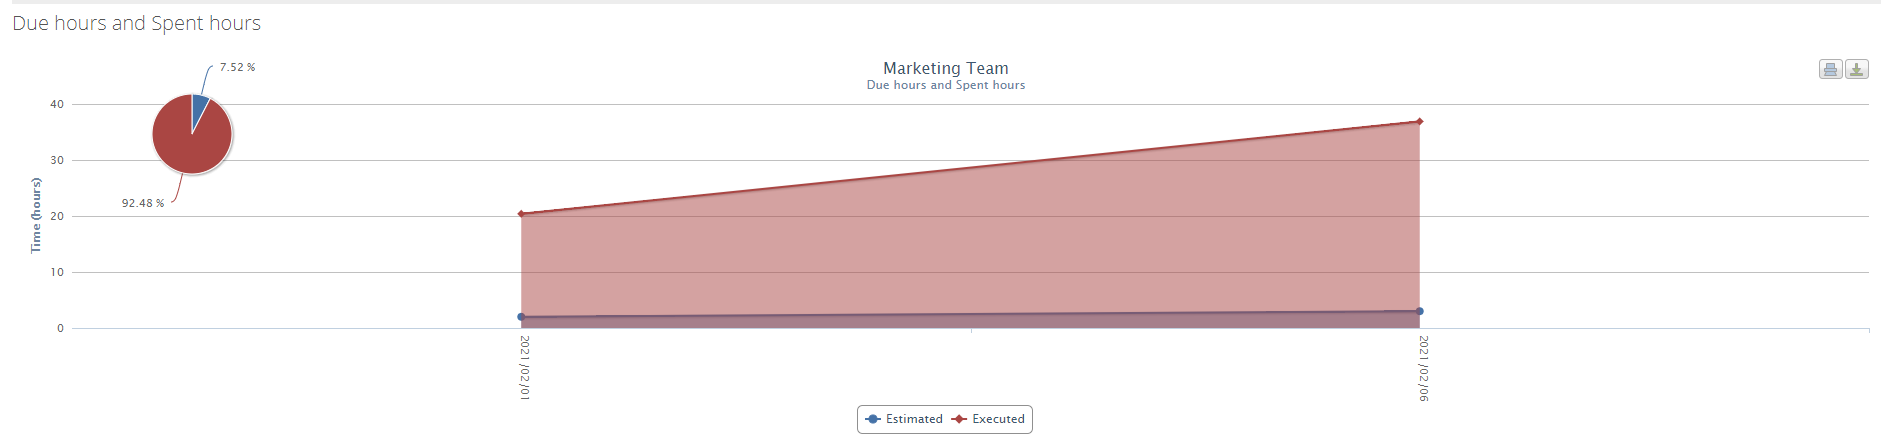 Due hours and Spent hours
7.52 %
Marketing Team
Due hours and Spent hours
40
30
92.48 %
20
Time (hours)
10
0
2021/02/01
2021/02/06
Estimated Executed